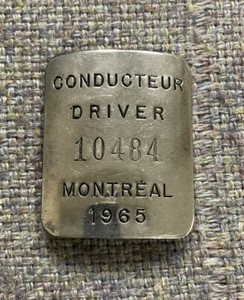 CONDUCTEUR
DRIVER
10484
MONTRÉAL
1965